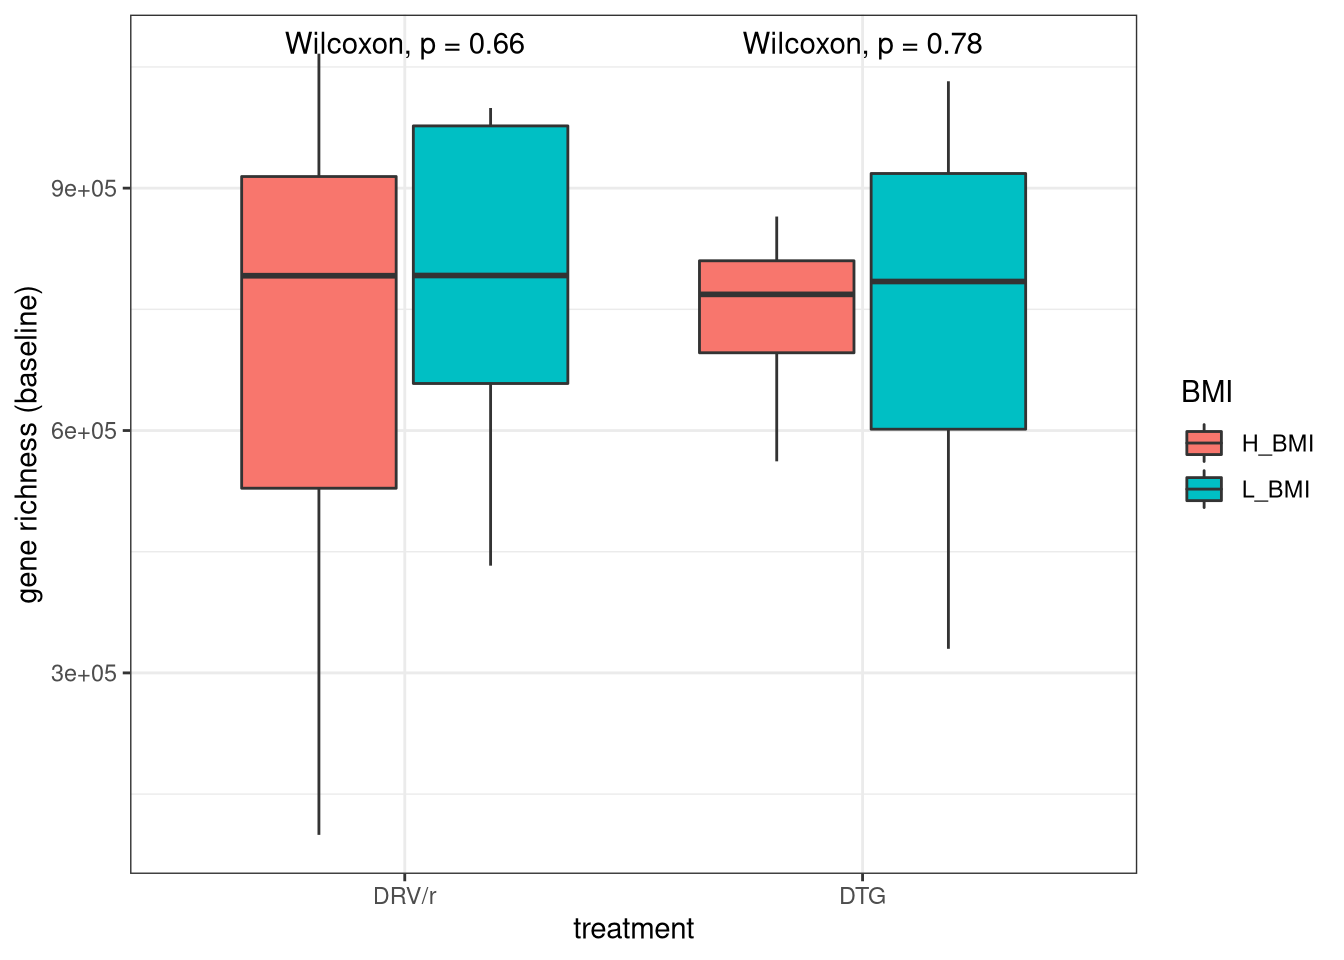 Wilcoxon, p = 0.66
Wilcoxon, p = 0.78
9e+05
6e+05
3e+05
gene richness (baseline)
DRV/r
DTG
treatment
BMI
H_BMI
L_BMI